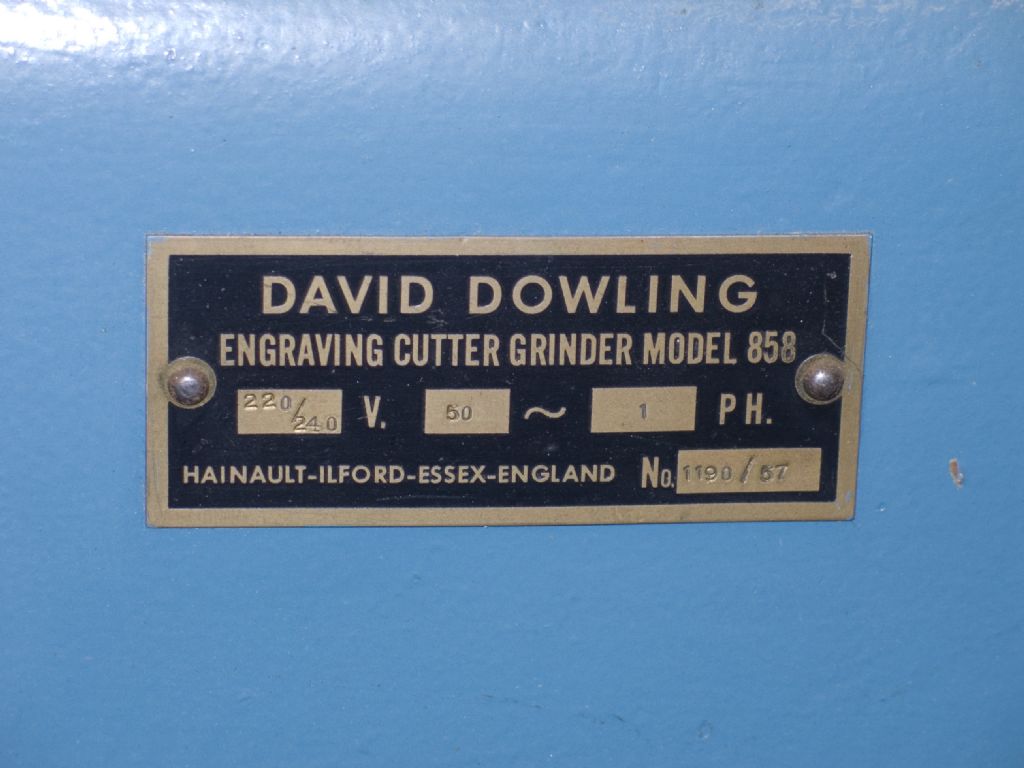 DAVID DOWLING
ENGRAVING CUTTER GRINDER MODEL 858
220/240 V. 50 ~ 1 PH.
HAINAULT-ILFORD-ESSEX-ENGLAND No. 1190/57